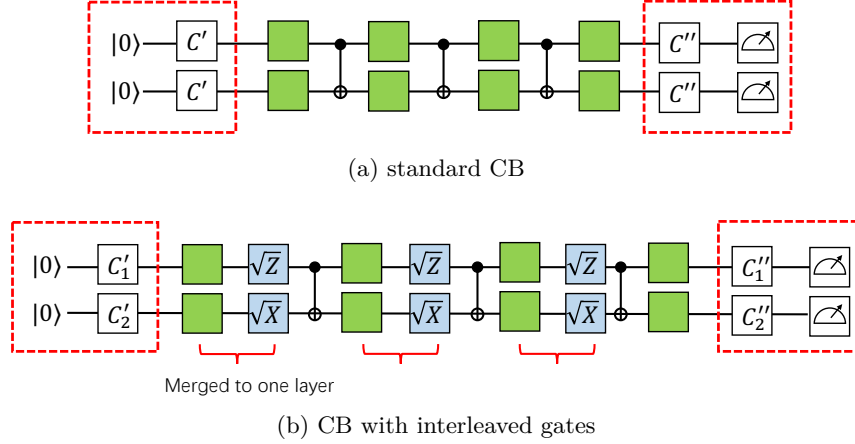 |0⟩ C′ C″
|0⟩ C′ C″
(a) standard CB
|0⟩ C′₁ √Z √Z √Z C″₁
|0⟩ C′₂ √X √X √X C″₂
Merged to one layer
(b) CB with interleaved gates